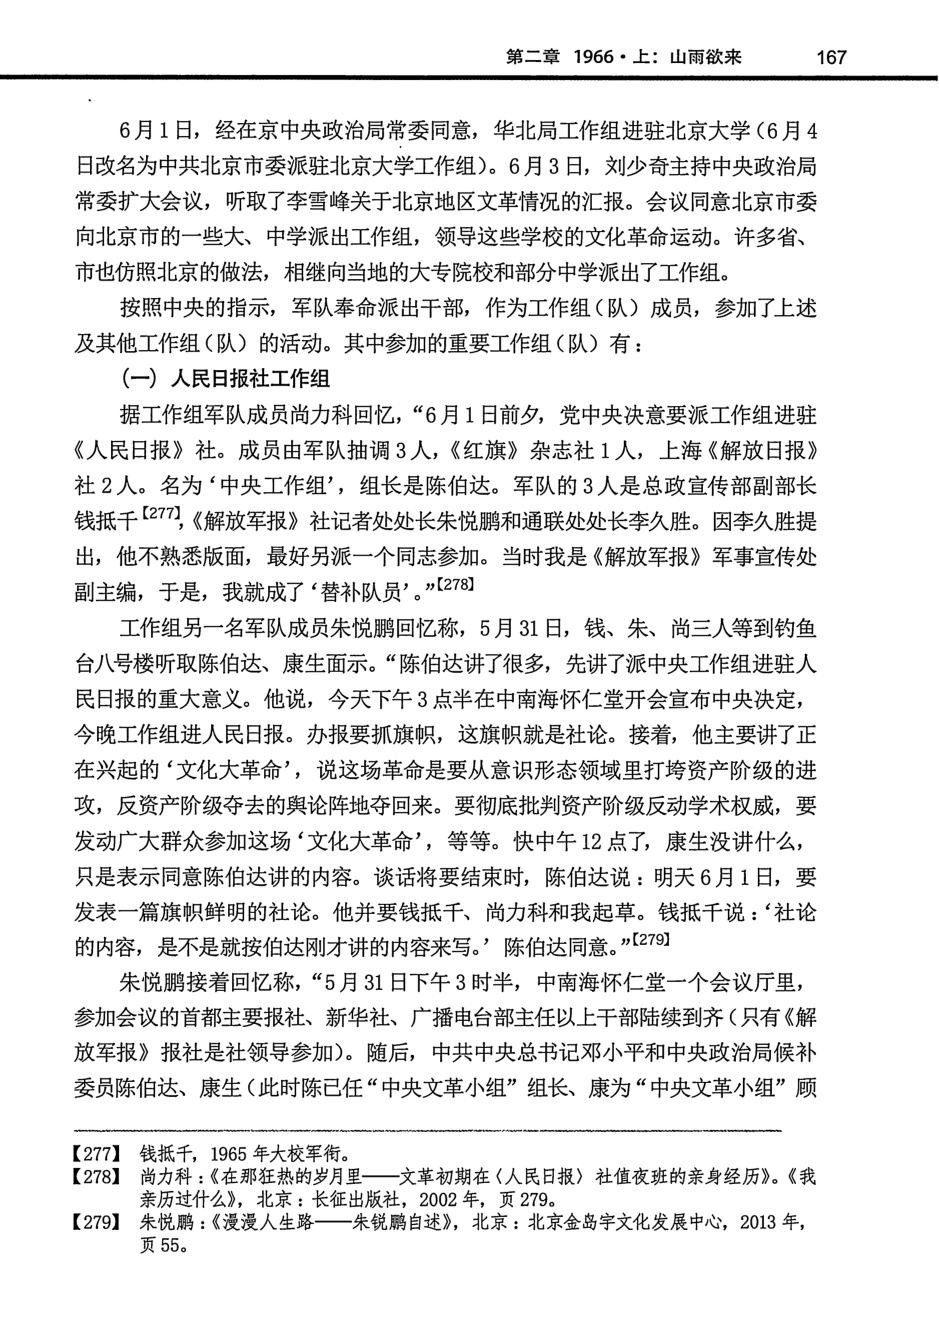 第二章 1966·上：山雨欲来 167
6月1日，经在京中央政治局常委同意，华北局工作组进驻北京大学（6月4
日改名为中共北京市委派驻北京大学工作组）。6月3日，刘少奇主持中央政治局
常委扩大会议，听取了李雪峰关于北京地区文革情况的汇报。会议同意北京市委
向北京市的一些大、中学派出工作组，领导这些学校的文化革命运动。许多省、
市也仿照北京的做法，相继向当地的大专院校和部分中学派出了工作组。
按照中央的指示，军队奉命派出干部，作为工作组（队）成员，参加了上述
及其他工作组（队）的活动。其中参加的重要工作组（队）有：
（一）人民日报社工作组
据工作组军队成员尚力科回忆，“6月1日前夕，党中央决意要派工作组进驻
《人民日报》社。成员由军队抽调3人，《红旗》杂志社1人，上海《解放日报》
社2人。名为‘中央工作组’，组长是陈伯达。军队的3人是总政宣传部副部长
钱抵千【277】，《解放军报》社记者处处长朱悦鹏和通联处处长李久胜。因李久胜提
出，他不熟悉版面，最好另派一个同志参加。当时我是《解放军报》军事宣传处
副主编，于是，我就成了‘替补队员’。”【278】
工作组另一名军队成员朱悦鹏回忆称，5月31日，钱、朱、尚三人等到钓鱼
台八号楼听取陈伯达、康生面示。“陈伯达讲了很多，先讲了派中央工作组进驻人
民日报的重大意义。他说，今天下午3点半在中南海怀仁堂开会宣布中央决定，
今晚工作组进人民日报。办报要抓旗帜，这旗帜就是社论。接着，他主要讲了正
在兴起的‘文化大革命’，说这场革命是要从意识形态领域里打垮资产阶级的进
攻，反资产阶级夺去的舆论阵地夺回来。要彻底批判资产阶级反动学术权威，要
发动广大群众参加这场‘文化大革命’，等等。快中午12点了，康生没讲什么，
只是表示同意陈伯达讲的内容。谈话将要结束时，陈伯达说：明天6月1日，要
发表一篇旗帜鲜明的社论。他并要钱抵千、尚力科和我起草。钱抵千说：‘社论
的内容，是不是就按伯达刚才讲的内容来写。’陈伯达同意。”【279】
朱悦鹏接着回忆称，“5月31日下午3时半，中南海怀仁堂一个会议厅里，
参加会议的首都主要报社、新华社、广播电台部主任以上干部陆续到齐（只有《解
放军报》报社是社领导参加）。随后，中共中央总书记邓小平和中央政治局候补
委员陈伯达、康生（此时陈已任“中央文革小组”组长、康为“中央文革小组”顾
【277】 钱抵千，1965年大校军衔。
【278】 尚力科：《在那狂热的岁月里——文革初期在〈人民日报〉社值夜班的亲身经历》。《我
亲历过什么》，北京：长征出版社，2002年，页279。
【279】 朱悦鹏：《漫漫人生路——朱锐鹏自述》，北京：北京金岛宇文化发展中心，2013年，
页55。